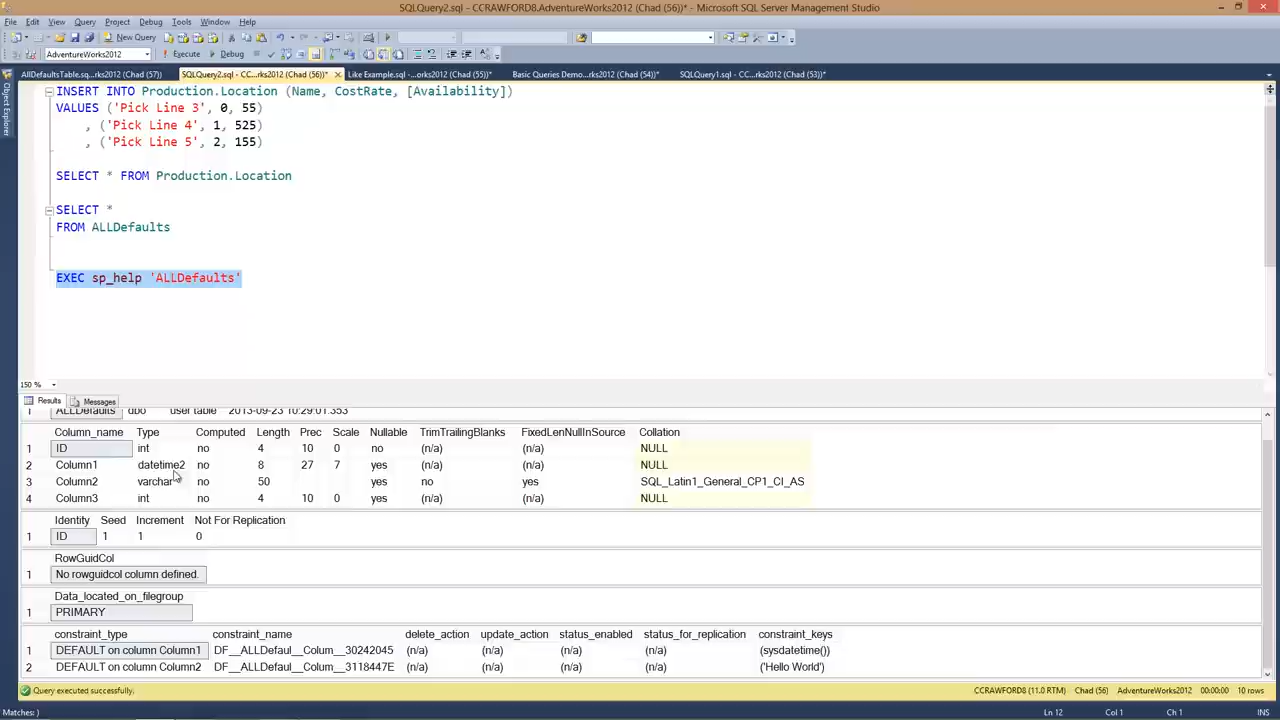 SQLQuery2.sql - CCRAWFORD8.AdventureWorks2012 (Chad (56))* - Microsoft SQL Server Management Studio
File Edit View Query Project Debug Tools Window Help
New Query
AdventureWorks2012 Execute Debug
AllDefaultsTable.sq...rks2012 (Chad (57)) SQLQuery2.sql - CC...rks2012 (Chad (56))* Like Example.sql -...orks2012 (Chad (55))* Basic Queries Demo...rks2012 (Chad (54))* SQLQuery1.sql - CC...rks2012 (Chad (53))*
Object Explorer
INSERT INTO Production.Location (Name, CostRate, [Availability])
VALUES ('Pick Line 3', 0, 55)
, ('Pick Line 4', 1, 525)
, ('Pick Line 5', 2, 155)
SELECT * FROM Production.Location
SELECT *
FROM ALLDefaults
EXEC sp_help 'ALLDefaults'
150 %
Results Messages
1 ALLDefaults dbo user table 2013-09-23 10:29:01.353
Column_name Type Computed Length Prec Scale Nullable TrimTrailingBlanks FixedLenNullInSource Collation
1 ID int no 4 10 0 no (n/a) (n/a) NULL
2 Column1 datetime2 no 8 27 7 yes (n/a) (n/a) NULL
3 Column2 varchar no 50 yes no yes SQL_Latin1_General_CP1_CI_AS
4 Column3 int no 4 10 0 yes (n/a) (n/a) NULL
Identity Seed Increment Not For Replication
1 ID 1 1 0
RowGuidCol
1 No rowguidcol column defined.
Data_located_on_filegroup
1 PRIMARY
constraint_type constraint_name delete_action update_action status_enabled status_for_replication constraint_keys
1 DEFAULT on column Column1 DF__ALLDefaul__Colum__30242045 (n/a) (n/a) (n/a) (n/a) (sysdatetime())
2 DEFAULT on column Column2 DF__ALLDefaul__Colum__3118447E (n/a) (n/a) (n/a) (n/a) ('Hello World')
Query executed successfully. CCRAWFORD8 (11.0 RTM) Chad (56) AdventureWorks2012 00:00:00 10 rows
Matches: ) Ln 12 Col 1 Ch 1 INS